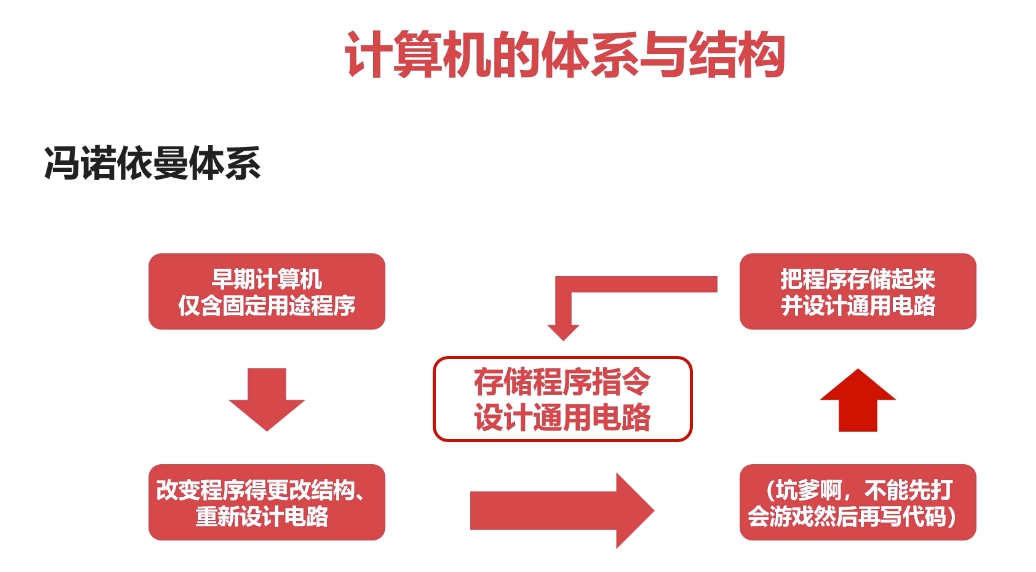 计算机的体系与结构
冯诺依曼体系
早期计算机
仅含固定用途程序
把程序存储起来
并设计通用电路
存储程序指令
设计通用电路
改变程序得更改结构、
重新设计电路
（坑爹啊，不能先打
会游戏然后再写代码）